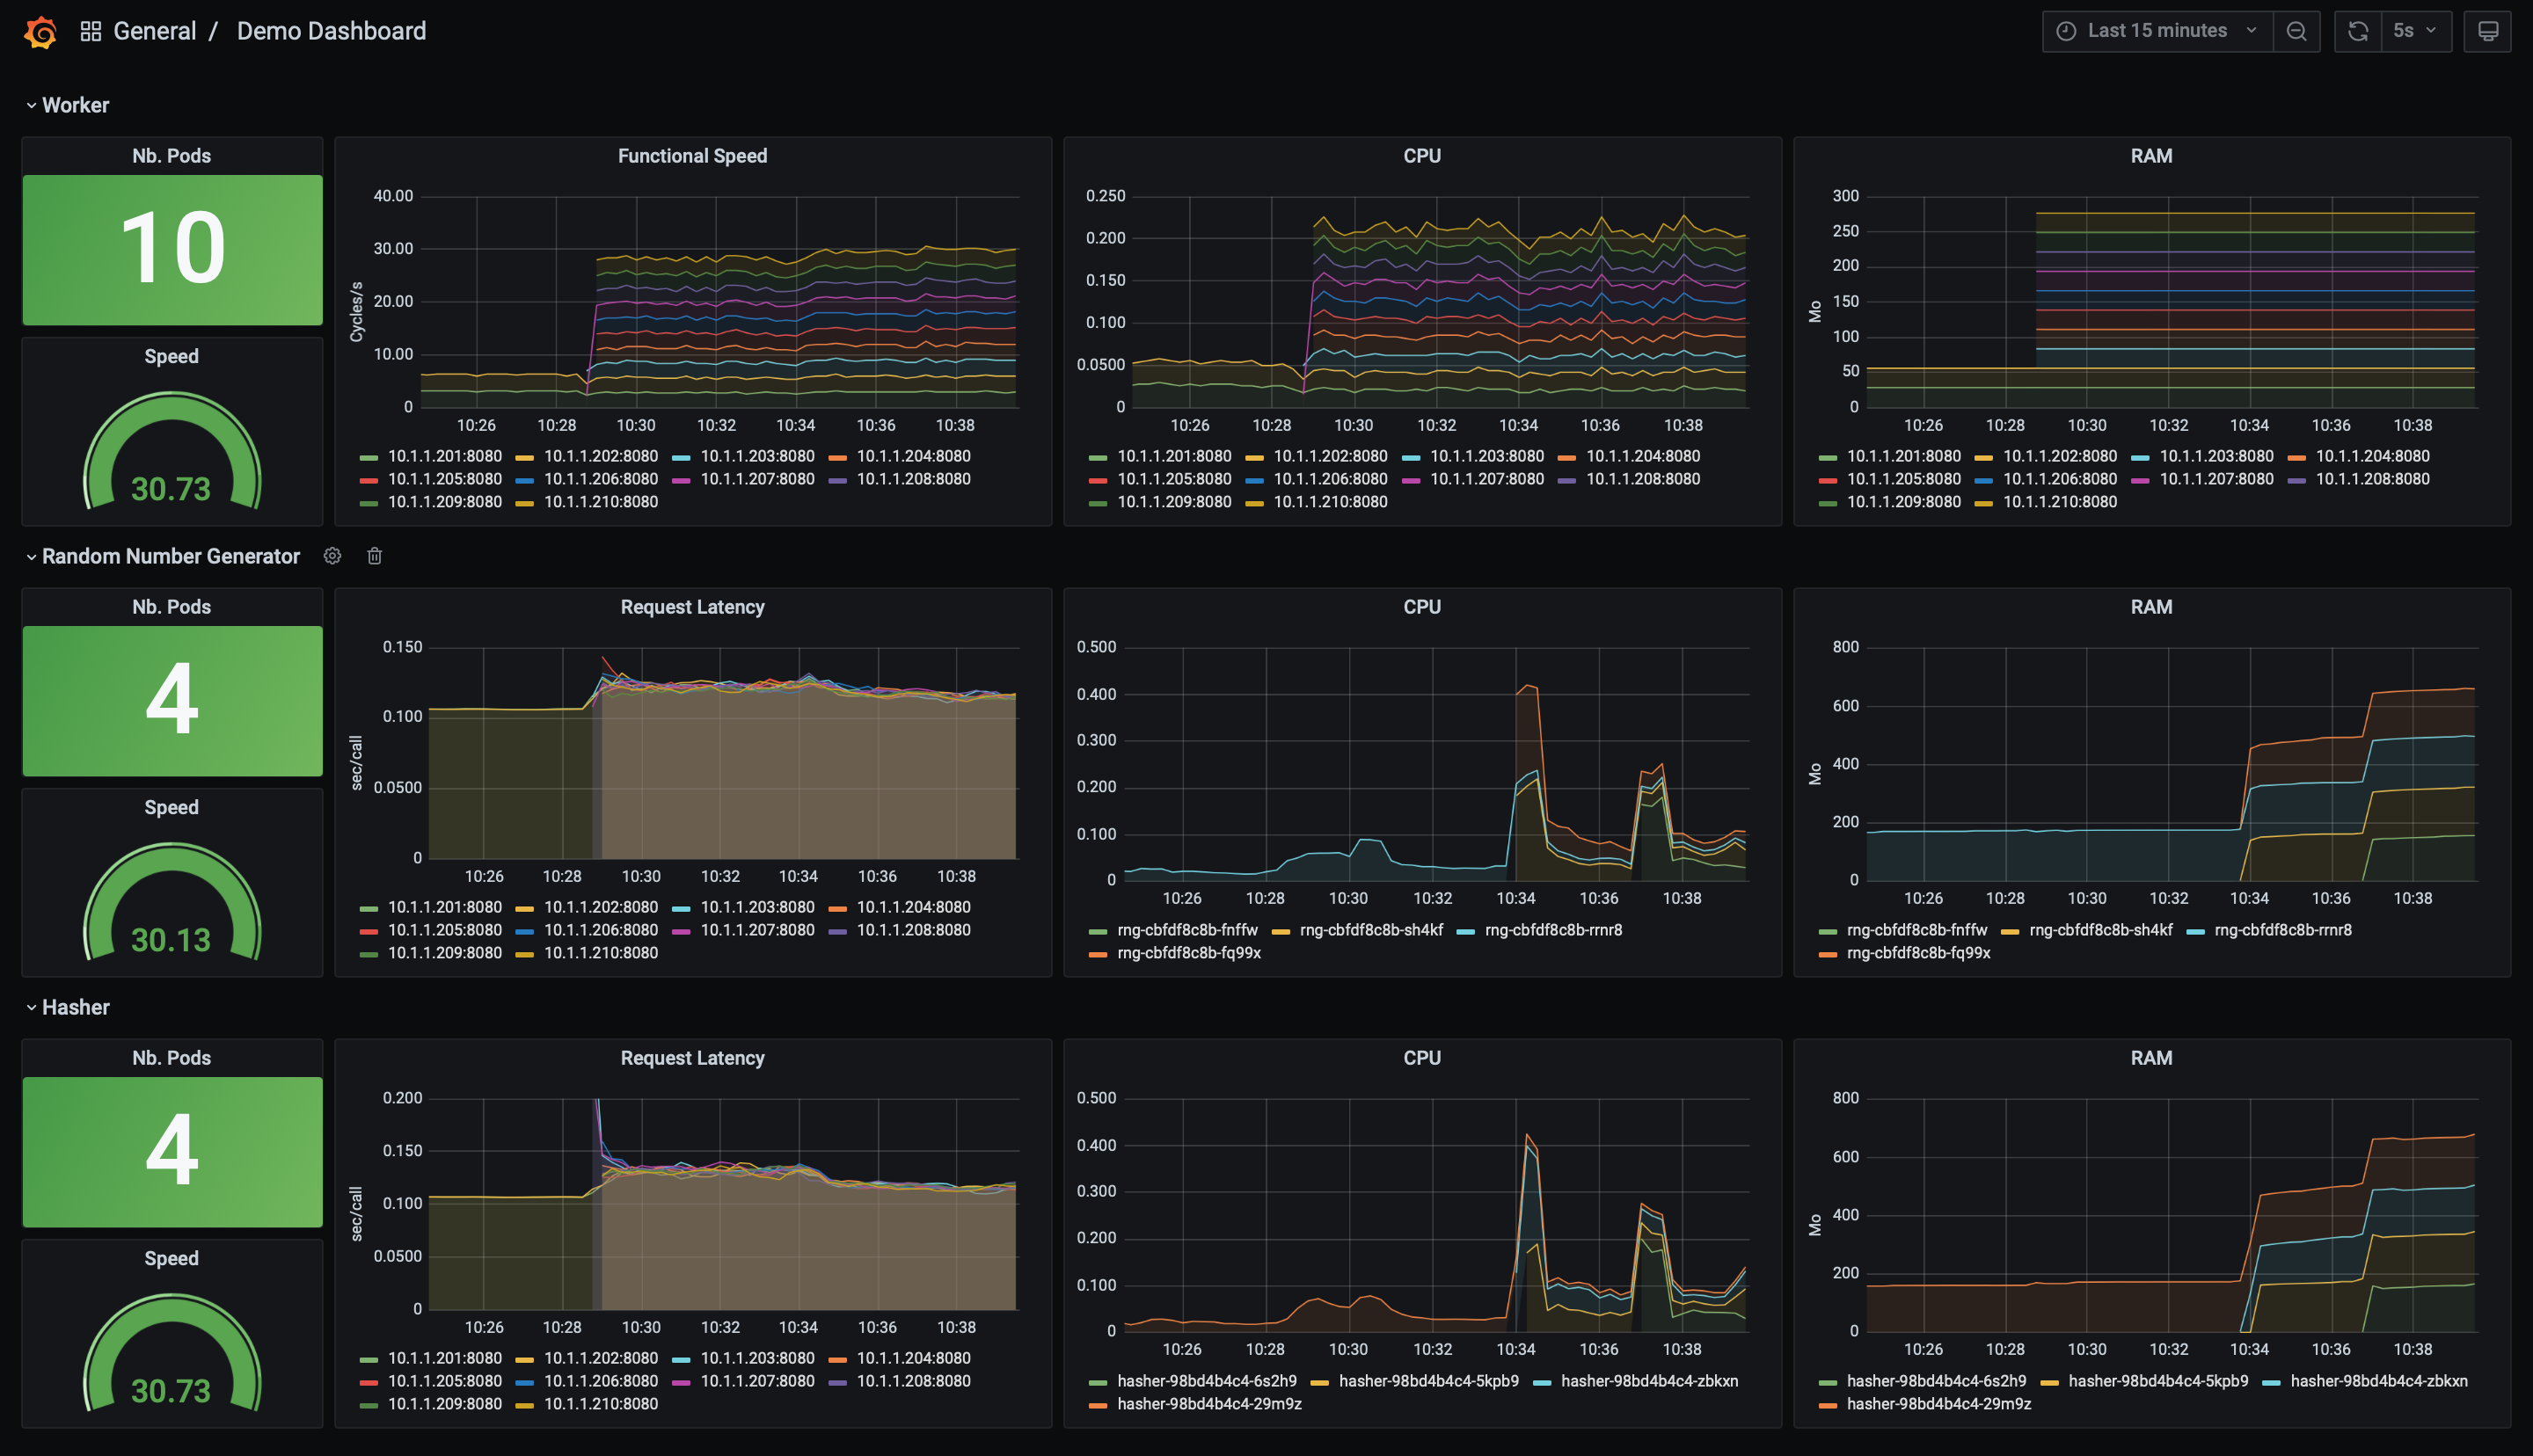 General / Demo Dashboard
Last 15 minutes
5s
Worker
Nb. Pods
10
Speed
30.73
Functional Speed
Cycles/s
40.00
30.00
20.00
10.00
0
10:26 10:28 10:30 10:32 10:34 10:36 10:38
10.1.1.201:8080 10.1.1.202:8080 10.1.1.203:8080 10.1.1.204:8080
10.1.1.205:8080 10.1.1.206:8080 10.1.1.207:8080 10.1.1.208:8080
10.1.1.209:8080 10.1.1.210:8080
CPU
0.250
0.200
0.150
0.100
0.0500
0
10:26 10:28 10:30 10:32 10:34 10:36 10:38
10.1.1.201:8080 10.1.1.202:8080 10.1.1.203:8080 10.1.1.204:8080
10.1.1.205:8080 10.1.1.206:8080 10.1.1.207:8080 10.1.1.208:8080
10.1.1.209:8080 10.1.1.210:8080
RAM
Mo
300
250
200
150
100
50
0
10:26 10:28 10:30 10:32 10:34 10:36 10:38
10.1.1.201:8080 10.1.1.202:8080 10.1.1.203:8080 10.1.1.204:8080
10.1.1.205:8080 10.1.1.206:8080 10.1.1.207:8080 10.1.1.208:8080
10.1.1.209:8080 10.1.1.210:8080
Random Number Generator
Nb. Pods
4
Speed
30.13
Request Latency
sec/call
0.150
0.100
0.0500
0
10:26 10:28 10:30 10:32 10:34 10:36 10:38
10.1.1.201:8080 10.1.1.202:8080 10.1.1.203:8080 10.1.1.204:8080
10.1.1.205:8080 10.1.1.206:8080 10.1.1.207:8080 10.1.1.208:8080
10.1.1.209:8080 10.1.1.210:8080
CPU
0.500
0.400
0.300
0.200
0.100
0
10:26 10:28 10:30 10:32 10:34 10:36 10:38
rng-cbfdf8c8b-fnffw rng-cbfdf8c8b-sh4kf rng-cbfdf8c8b-rrnr8
rng-cbfdf8c8b-fq99x
RAM
Mo
800
600
400
200
0
10:26 10:28 10:30 10:32 10:34 10:36 10:38
rng-cbfdf8c8b-fnffw rng-cbfdf8c8b-sh4kf rng-cbfdf8c8b-rrnr8
rng-cbfdf8c8b-fq99x
Hasher
Nb. Pods
4
Speed
30.73
Request Latency
sec/call
0.200
0.150
0.100
0.0500
0
10:26 10:28 10:30 10:32 10:34 10:36 10:38
10.1.1.201:8080 10.1.1.202:8080 10.1.1.203:8080 10.1.1.204:8080
10.1.1.205:8080 10.1.1.206:8080 10.1.1.207:8080 10.1.1.208:8080
10.1.1.209:8080 10.1.1.210:8080
CPU
0.500
0.400
0.300
0.200
0.100
0
10:26 10:28 10:30 10:32 10:34 10:36 10:38
hasher-98bd4b4c4-6s2h9 hasher-98bd4b4c4-5kpb9 hasher-98bd4b4c4-zbkxn
hasher-98bd4b4c4-29m9z
RAM
Mo
800
600
400
200
0
10:26 10:28 10:30 10:32 10:34 10:36 10:38
hasher-98bd4b4c4-6s2h9 hasher-98bd4b4c4-5kpb9 hasher-98bd4b4c4-zbkxn
hasher-98bd4b4c4-29m9z